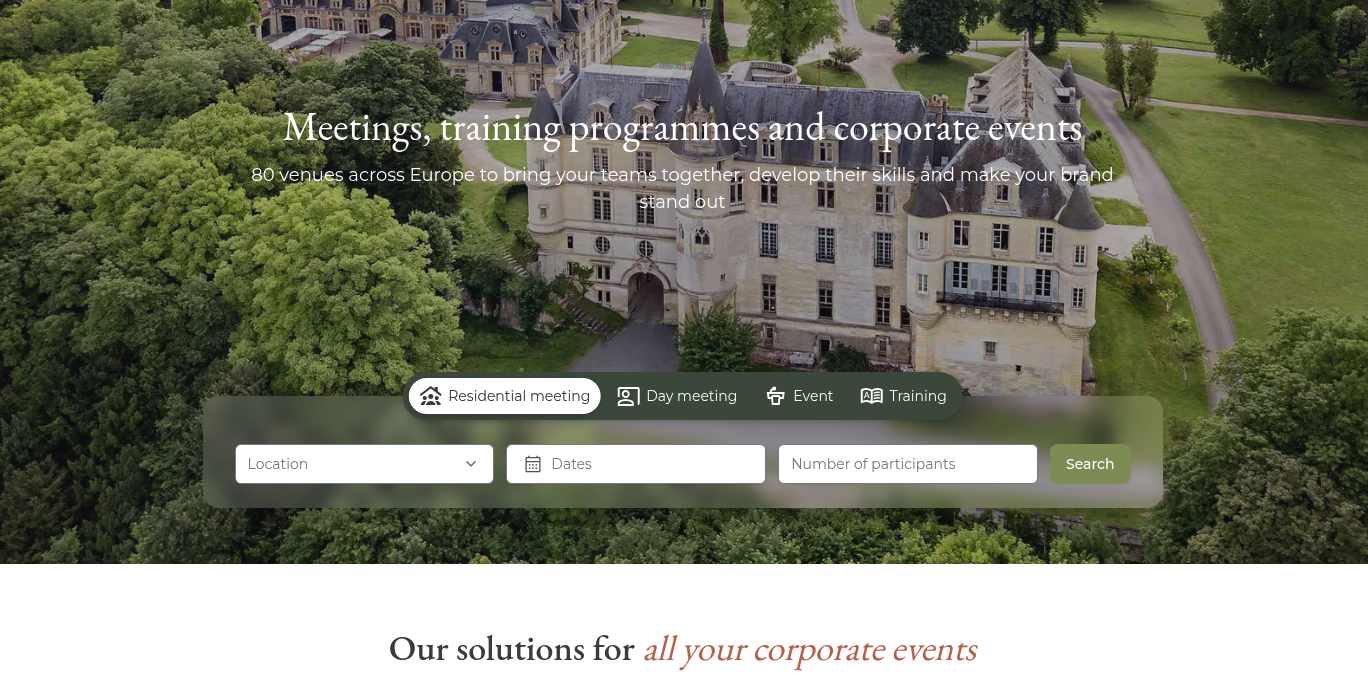 Meetings, training programmes and corporate events
80 venues across Europe to bring your teams together, develop their skills and make your brand
stand out
Residential meeting
Day meeting
Event
Training
Location
Dates
Number of participants
Search
Our solutions for all your corporate events